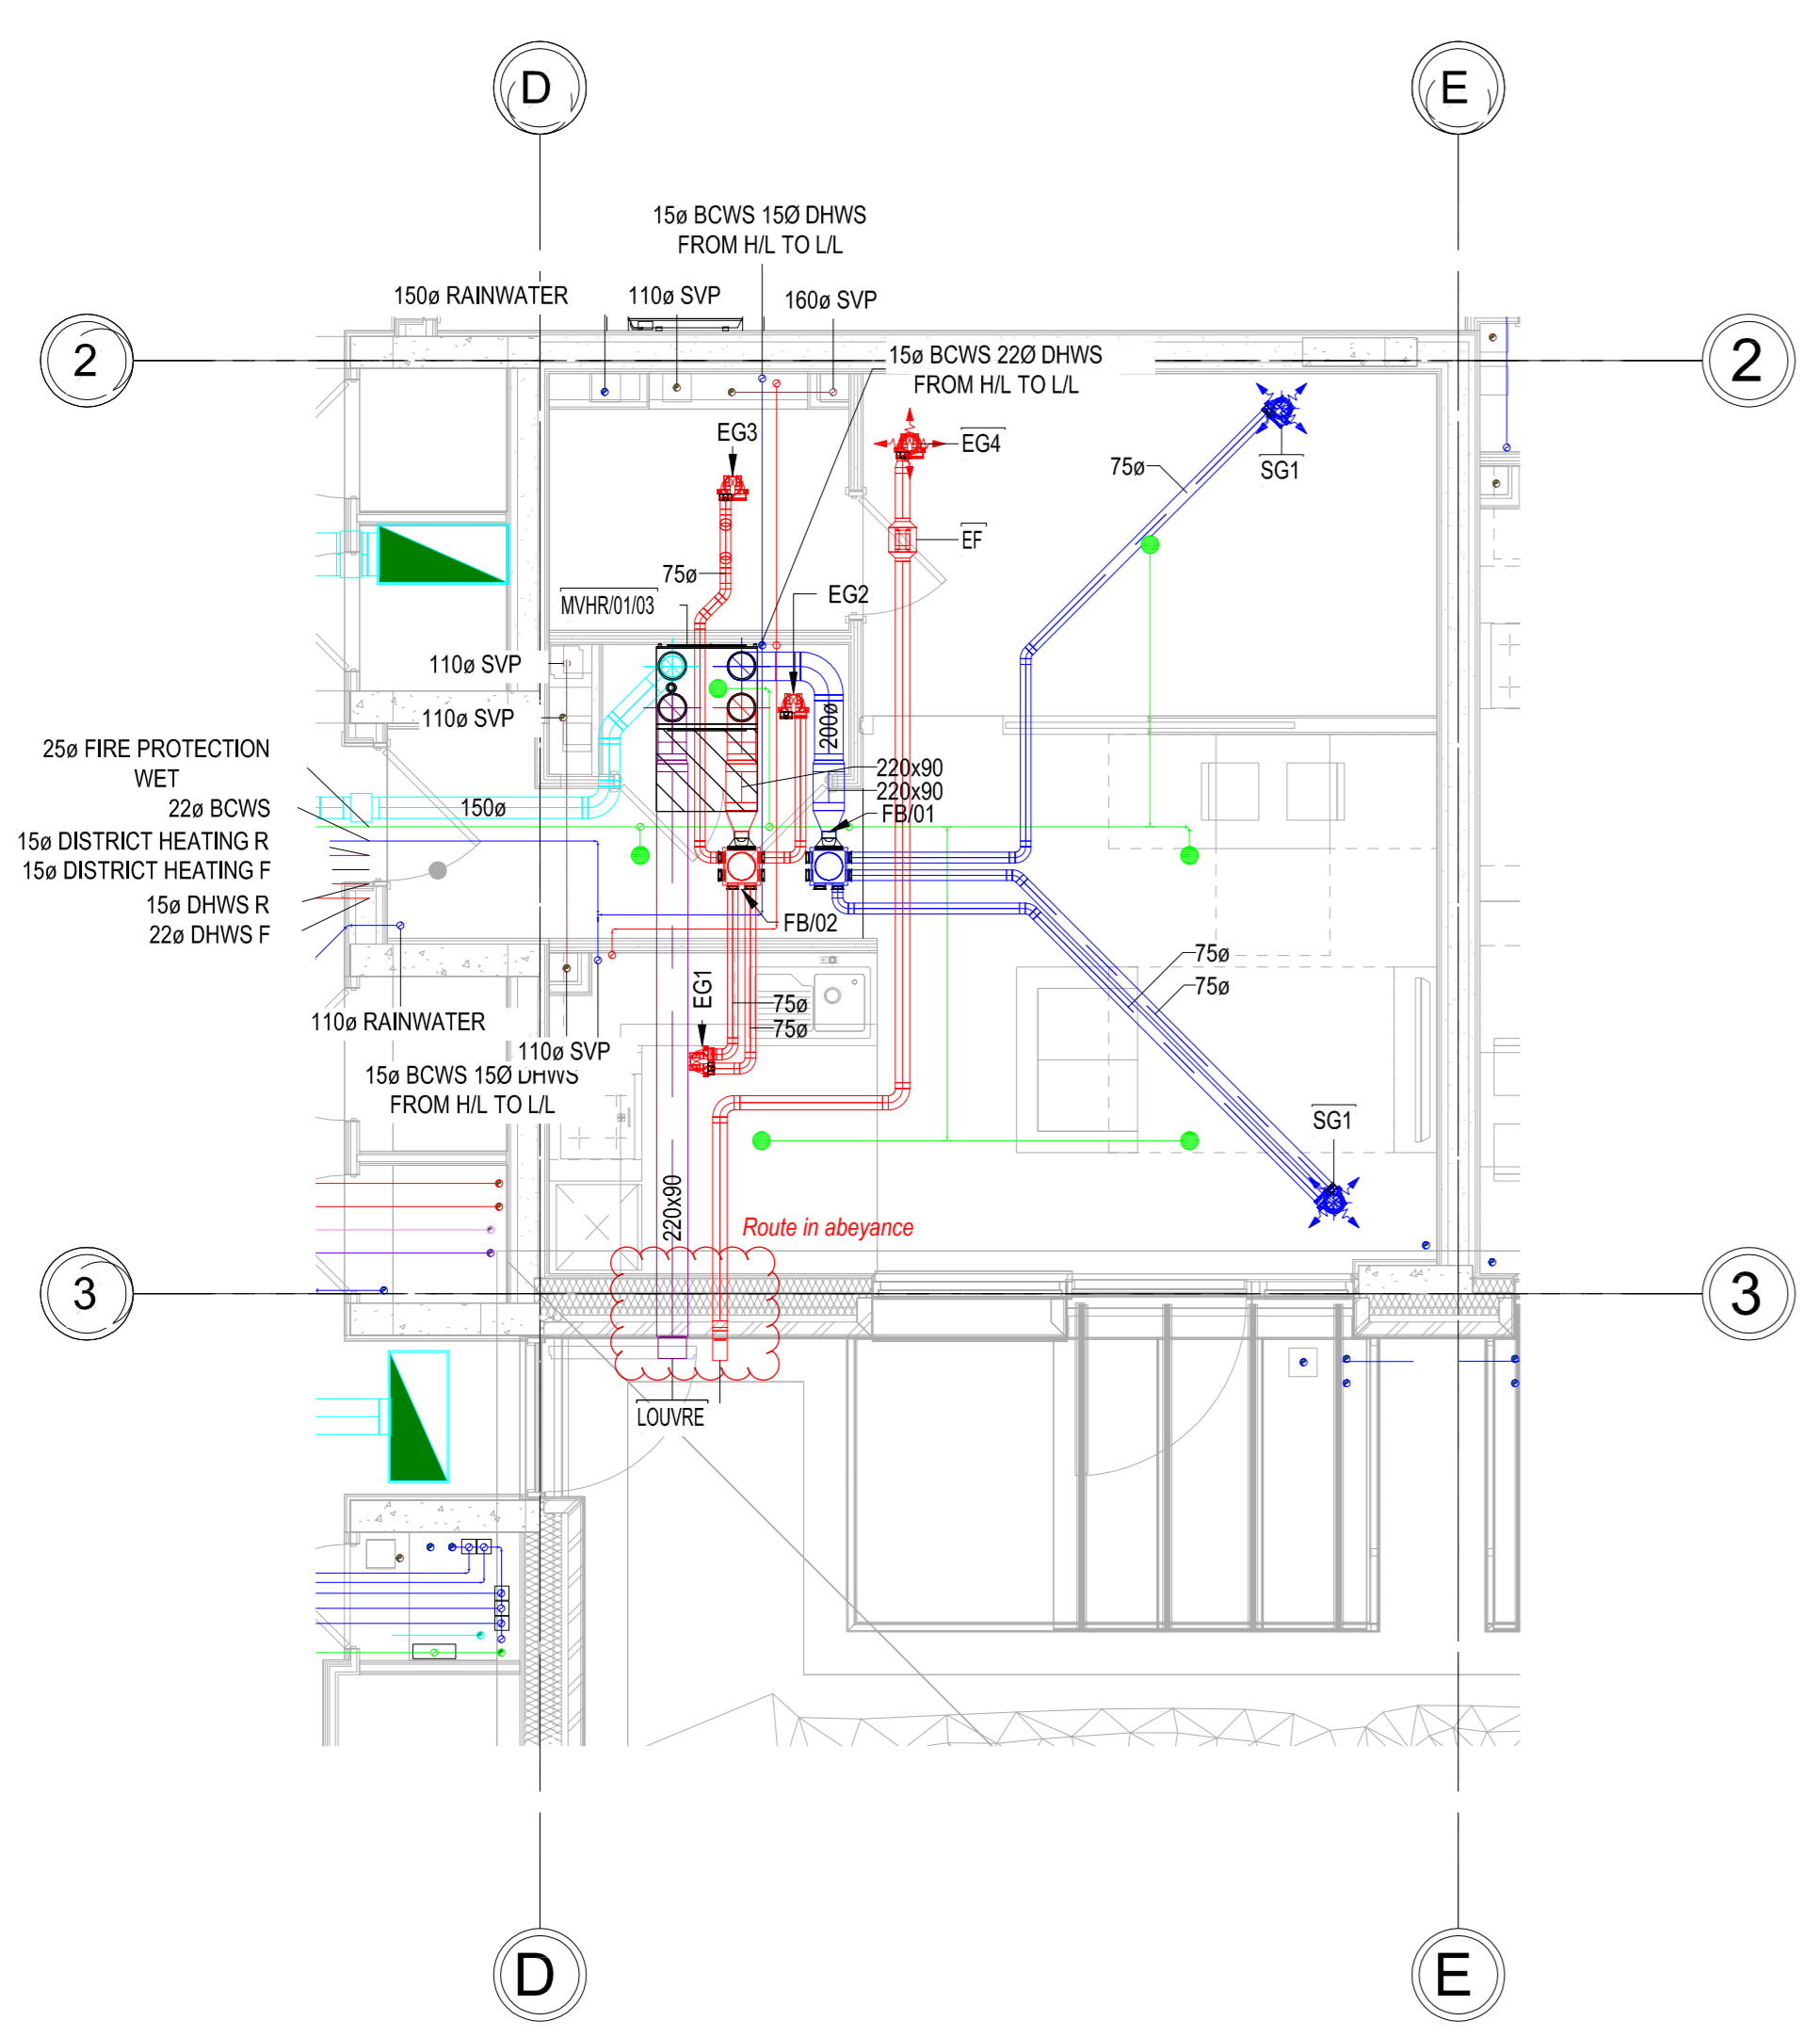 D
E
15ø BCWS 15Ø DHWS
FROM H/L TO L/L
150ø RAINWATER
110ø SVP
160ø SVP
2
15ø BCWS 22Ø DHWS
FROM H/L TO L/L
2
EG3
EG4
75ø
SG1
EF
75ø
MVHR/01/03
EG2
110ø SVP
110ø SVP
200ø
25ø FIRE PROTECTION
WET
220x90
220x90
22ø BCWS
150ø
FB/01
15ø DISTRICT HEATING R
15ø DISTRICT HEATING F
15ø DHWS R
22ø DHWS F
FB/02
75ø
75ø
EG1
75ø
75ø
110ø RAINWATER
110ø SVP
15ø BCWS 15Ø DHWS
FROM H/L TO L/L
SG1
220x90
Route in abeyance
3
3
LOUVRE
D
E